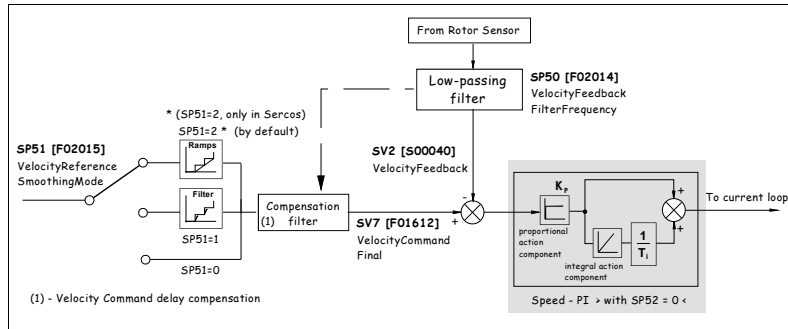 From Rotor Sensor
Low-passing
filter
SP50 [F02014]
VelocityFeedback
FilterFrequency
* (SP51=2, only in Sercos)
SP51=2 * (by default)
SP51 [F02015]
VelocityReference
SmoothingMode
Ramps
SV2 [S00040]
VelocityFeedback
Filter
SP51=1
SP51=0
Compensation
(1) filter
-
+
SV7 [F01612]
VelocityCommand
Final
KP
proportional
action
component
integral action
component
1
Ti
+
+
To current loop
(1) - Velocity Command delay compensation
Speed - PI > with SP52 = 0 <